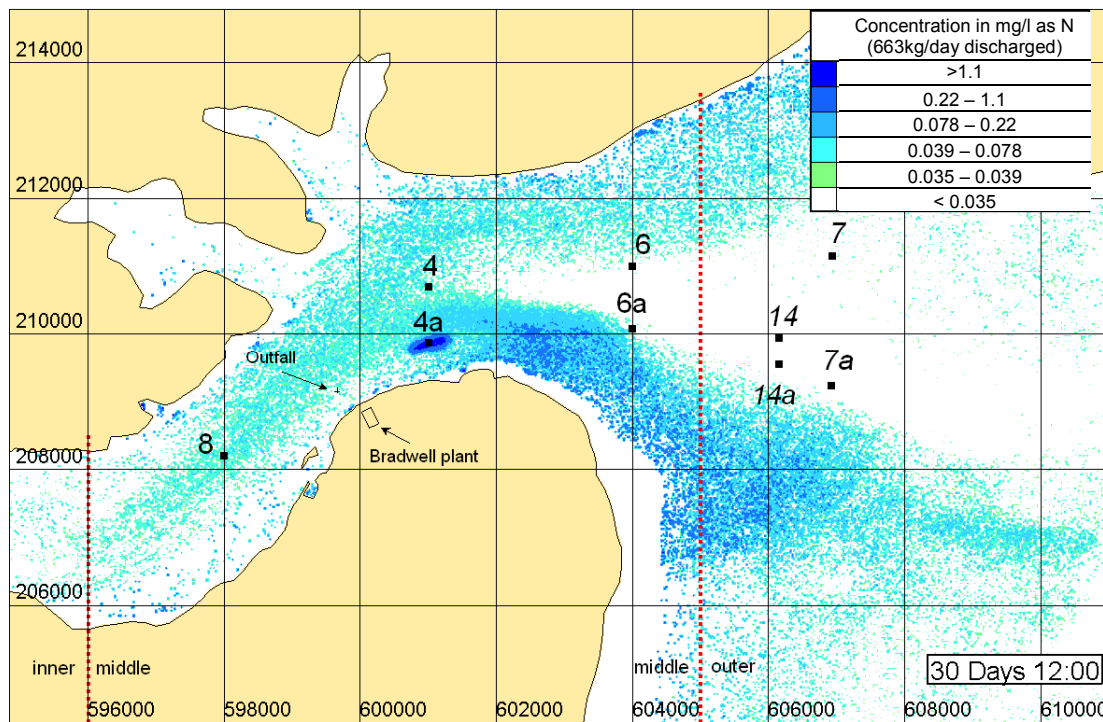 Concentration in mg/l as N
(663kg/day discharged)
>1.1
0.22 – 1.1
0.078 – 0.22
0.039 – 0.078
0.035 – 0.039
< 0.035
214000
212000
210000
208000
206000
4
6
7
4a
6a
14
14a
7a
8
Outfall
Bradwell plant
inner
middle
middle
outer
30 Days 12:00
596000
598000
600000
602000
604000
606000
608000
610000